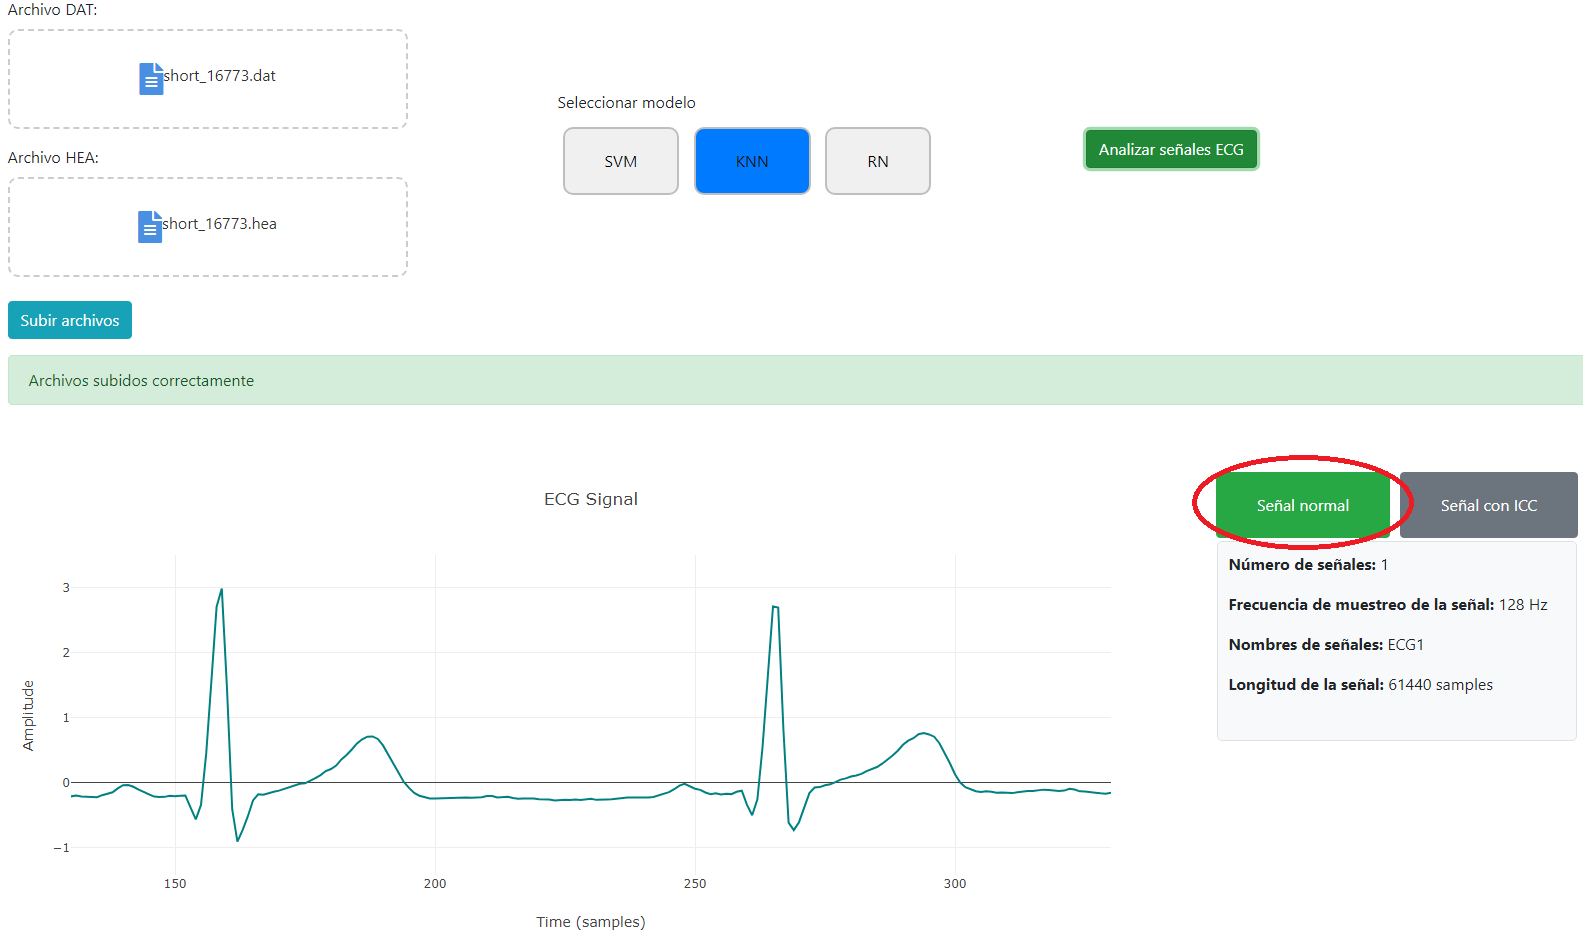 Archivo DAT:
short_16773.dat
Seleccionar modelo
SVM
KNN
RN
Analizar señales ECG
Archivo HEA:
short_16773.hea
Subir archivos
Archivos subidos correctamente
ECG Signal
Señal normal
Señal con ICC
Número de señales: 1
Frecuencia de muestreo de la señal: 128 Hz
Nombres de señales: ECG1
Longitud de la señal: 61440 samples
Amplitude
3
2
1
0
−1
150
200
250
300
Time (samples)